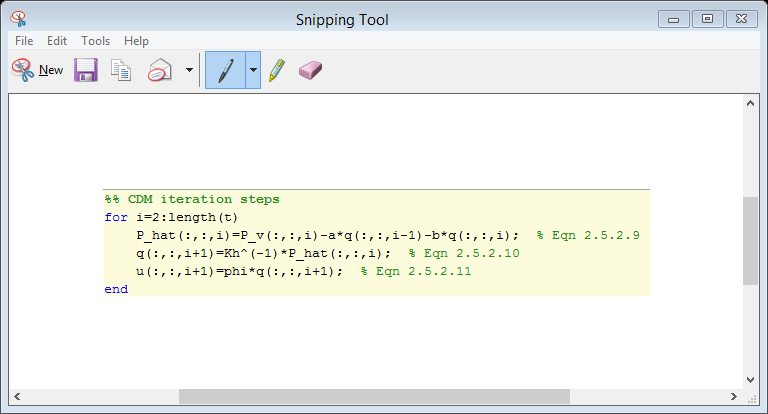 Snipping Tool
File Edit Tools Help
New
%% CDM iteration steps
for i=2:length(t)
P_hat(:,:,i)=P_v(:,:,i)-a*q(:,:,i-1)-b*q(:,:,i); % Eqn 2.5.2.9
q(:,:,i+1)=Kh^(-1)*P_hat(:,:,i); % Eqn 2.5.2.10
u(:,:,i+1)=phi*q(:,:,i+1); % Eqn 2.5.2.11
end